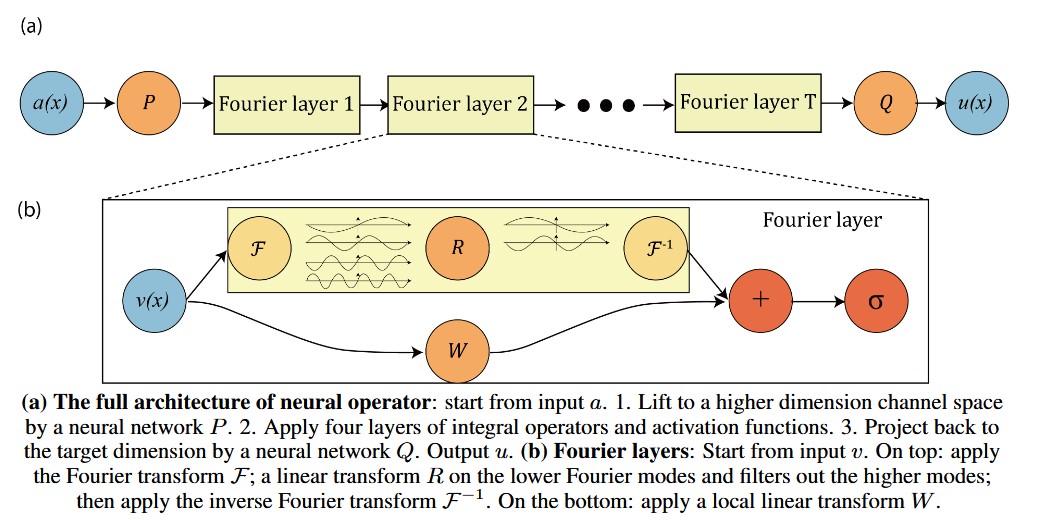 (a)
a(x) P Fourier layer 1 Fourier layer 2 ••• Fourier layer T Q u(x)
(b)
Fourier layer
ℱ R ℱ⁻¹
v(x) + σ
W
(a) The full architecture of neural operator: start from input a. 1. Lift to a higher dimension channel space
by a neural network P. 2. Apply four layers of integral operators and activation functions. 3. Project back to
the target dimension by a neural network Q. Output u. (b) Fourier layers: Start from input v. On top: apply
the Fourier transform ℱ; a linear transform R on the lower Fourier modes and filters out the higher modes;
then apply the inverse Fourier transform ℱ⁻¹. On the bottom: apply a local linear transform W.